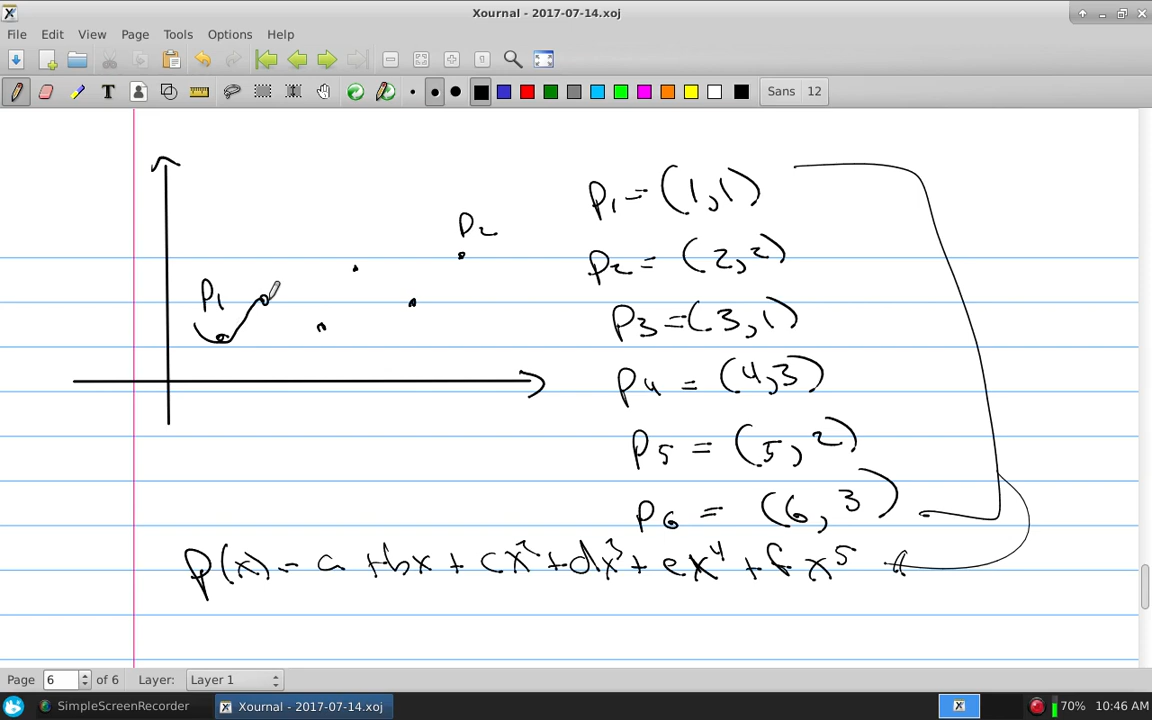 Xournal - 2017-07-14.xoj
File Edit View Page Tools Options Help
Sans 12
P1 = (1,1)
P2
P2 = (2,2)
P1
P3 = (3,1)
P4 = (4,3)
P5 = (5,2)
P6 = (6,3)
P(x) = a + bx + cx² + dx³ + ex⁴ + fx⁵
Page 6 of 6 Layer: Layer 1
SimpleScreenRecorder Xournal - 2017-07-14.xoj 70% 10:46 AM